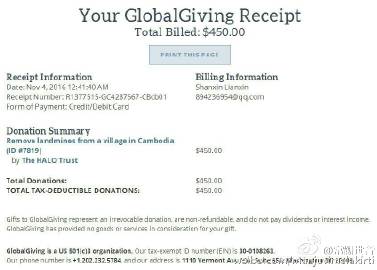 Your GlobalGiving Receipt
Total Billed: $450.00
PRINT THIS PAGE
Receipt Information
Date: Nov 4, 2016 12:41:40 AM
Receipt Number:
Form of Payment: Credit/Debit Card
Billing Information
Shanxin Lianxin
894236954@qq.com
Donation Summary
Remove landmines from a village in Cambodia
(ID #7819)
$450.00
by The HALO Trust
Total Donations: $450.00
TOTAL TAX-DEDUCTIBLE DONATIONS: $450.00
Gifts to GlobalGiving represent an irrevocable donation, are non-refundable, and do not pay dividends or interest income.
GlobalGiving has provided no goods or services in consideration for your gift.
GlobalGiving is a US 501(c)3 organization. Our tax-exempt ID number (EIN) is 30-0108263.
Our phone number is +1.202.232.5784, and our address is 1110 Vermont Ave